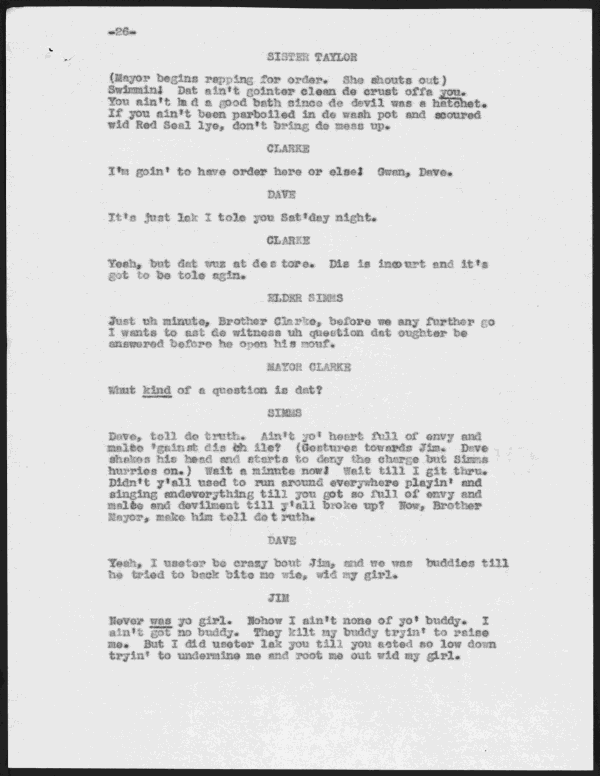 -26-
SISTER TAYLOR
(Mayor begins rapping for order. She shouts out)
Swimmin! Dat ain't gointer clean de crust offa you.
You ain't had a good bath since de devil was a hatchet.
If you ain't been parboiled in de wash pot and scoured
wid Red Seal lye, don't bring de mess up.
CLARKE
I'm goin' to have order here or else! Gwan, Dave.
DAVE
It's just lak I tole you Sat'day night.
CLARKE
Yeah, but dat wuz at de store. Dis is incourt and it's
got to be tole agin.
ELDER SIMMS
Just uh minute, Brother Clarke, before we any further go
I wants to ast de witness uh question dat oughter be
answered before he open his mouf.
MAYOR CLARKE
What kind of a question is dat?
SIMMS
Dave, tell de truth. Ain't yo' heart full of envy and
malice 'gainst dis ch ile? (Gestures towards Jim. Dave
shakes his head and starts to deny the charge but Simms
hurries on.) Wait a minute now! Wait till I git thru.
Didn't y'all used to run around everywhere playin' and
singing andeverything till you got so full of envy and
malice and devilment till y'all broke up? Now, Brother
Mayor, make him tell de truth.
DAVE
Yeah, I useter be crazy bout Jim, and we was buddies till
he tried to back bite me wie, wid my girl.
JIM
Never was yo girl. Nohow I ain't none of yo' buddy. I
ain't got no buddy. They kilt my buddy tryin' to raise
me. But I did useter lak you till you acted so low down
tryin' to undermine me and root me out wid my girl.